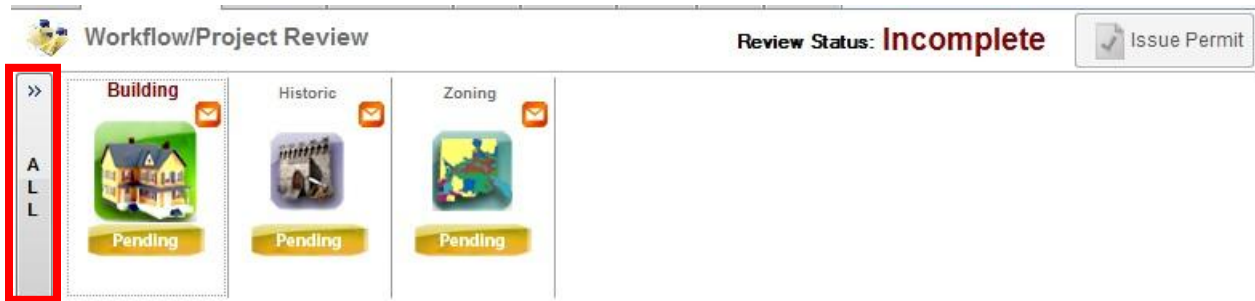 Workflow/Project Review
Review Status: Incomplete
Issue Permit
»
A
L
L
Building
Historic
Zoning
Pending
Pending
Pending